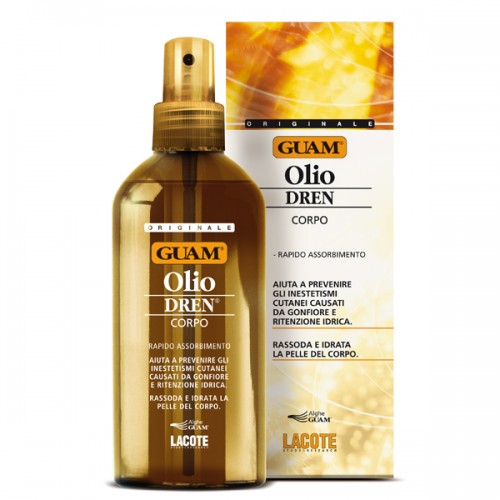 ORIGINALE
GUAM®
Olio
DREN®
CORPO
RAPIDO ASSORBIMENTO
AIUTA A PREVENIRE GLI
INESTETISMI CUTANEI
CAUSATI DA GONFIORE
E RITENZIONE IDRICA.
RASSODA E IDRATA LA
PELLE DEL CORPO.
Alghe
GUAM
LACOTE
ORIGINALE
GUAM®
Olio
DREN
CORPO
- RAPIDO ASSORBIMENTO
AIUTA A PREVENIRE
GLI INESTETISMI
CUTANEI CAUSATI
DA GONFIORE E
RITENZIONE IDRICA.
RASSODA E IDRATA
LA PELLE DEL CORPO.
Alghe
GUAM
LACOTE